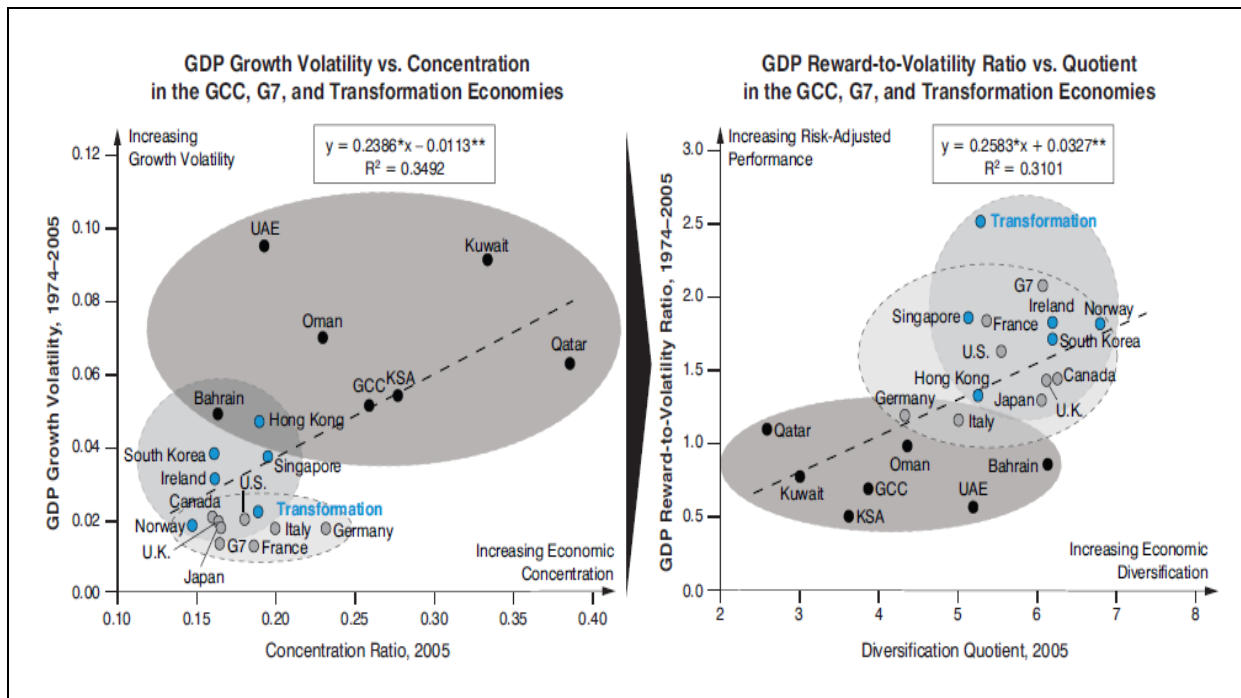 GDP Growth Volatility vs. Concentration
in the GCC, G7, and Transformation Economies
Increasing
Growth Volatility
y = 0.2386*x – 0.0113**
R² = 0.3492
GDP Growth Volatility, 1974–2005
0.12
0.10
0.08
0.06
0.04
0.02
0.00
UAE
Kuwait
Oman
Qatar
GCC
KSA
Bahrain
Hong Kong
South Korea
Singapore
Ireland
U.S.
Canada
Transformation
Norway
Italy
Germany
U.K.
G7
France
Japan
Increasing Economic
Concentration
0.10
0.15
0.20
0.25
0.30
0.35
0.40
Concentration Ratio, 2005
GDP Reward-to-Volatility Ratio vs. Quotient
in the GCC, G7, and Transformation Economies
Increasing Risk-Adjusted
Performance
y = 0.2583*x + 0.0327**
R² = 0.3101
GDP Reward-to-Volatility Ratio, 1974–2005
3.0
2.5
2.0
1.5
1.0
0.5
0.0
Transformation
G7
Ireland
Norway
Singapore
France
South Korea
U.S.
Hong Kong
Canada
Germany
Japan
U.K.
Italy
Qatar
Oman
Bahrain
Kuwait
GCC
UAE
KSA
Increasing Economic
Diversification
2
3
4
5
6
7
8
Diversification Quotient, 2005